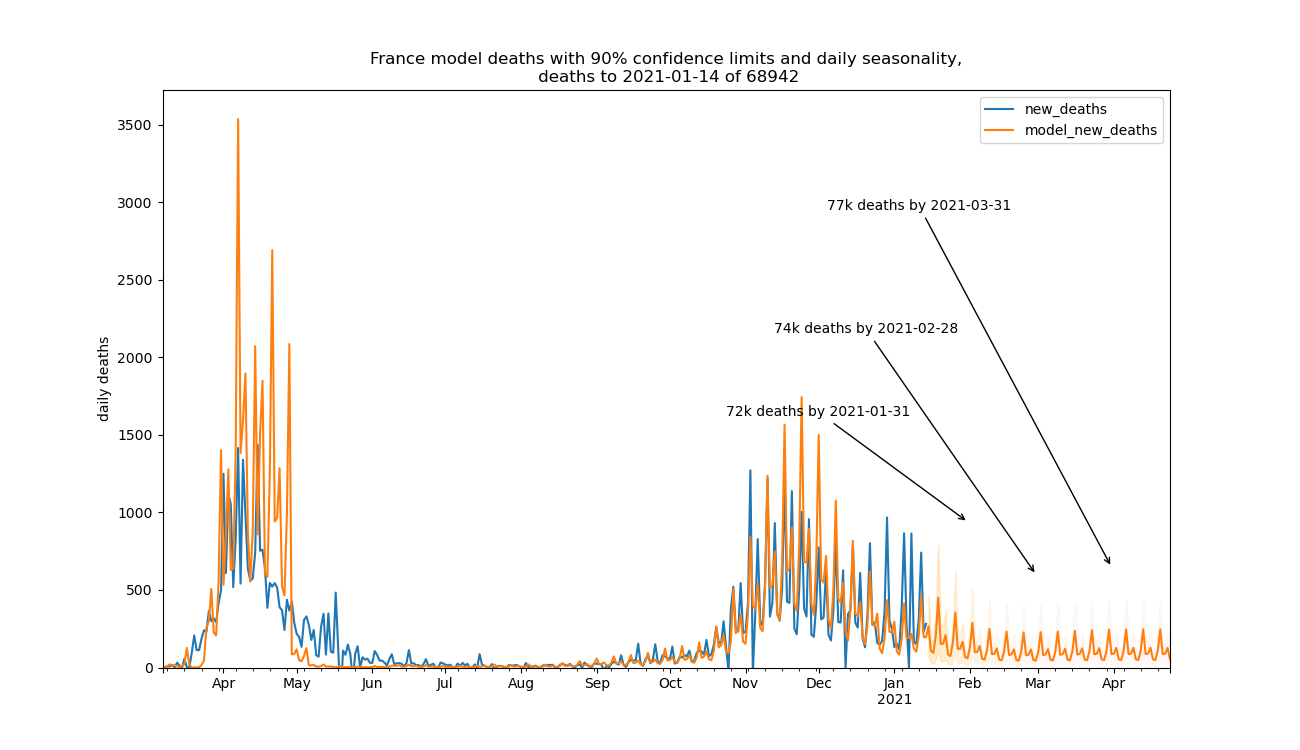 France model deaths with 90% confidence limits and daily seasonality,
deaths to 2021-01-14 of 68942
new_deaths
model_new_deaths
3500
3000
2500
2000
1500
1000
500
0
daily deaths
77k deaths by 2021-03-31
74k deaths by 2021-02-28
72k deaths by 2021-01-31
Apr May Jun Jul Aug Sep Oct Nov Dec Jan Feb Mar Apr
2021